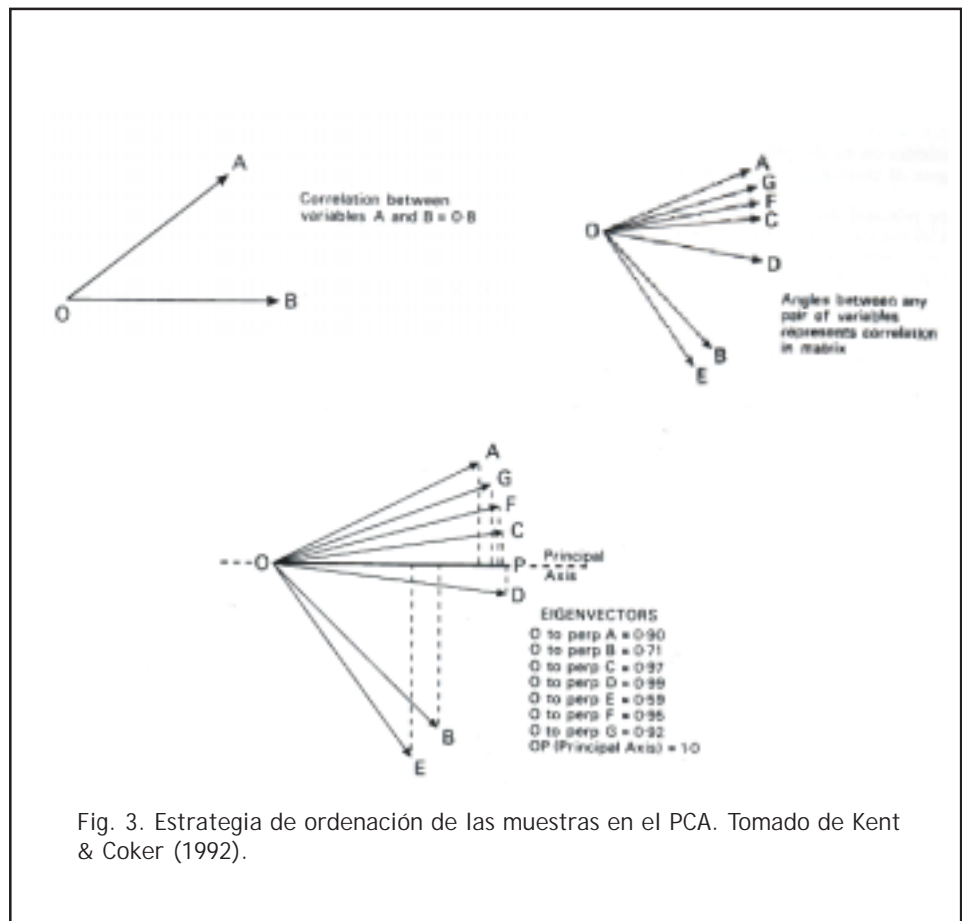 A
Correlation between
variables A and B = 0·8
O
B
A
G
F
C
O
D
B
E
Angles between any
pair of variables
represents correlation
in matrix
A
G
F
C
O
P
Principal
Axis
D
B
E
EIGENVECTORS
O to perp A = 0·90
O to perp B = 0·71
O to perp C = 0·97
O to perp D = 0·99
O to perp E = 0·59
O to perp F = 0·95
O to perp G = 0·92
OP (Principal Axis) = 1·0
Fig. 3. Estrategia de ordenación de las muestras en el PCA. Tomado de Kent
& Coker (1992).